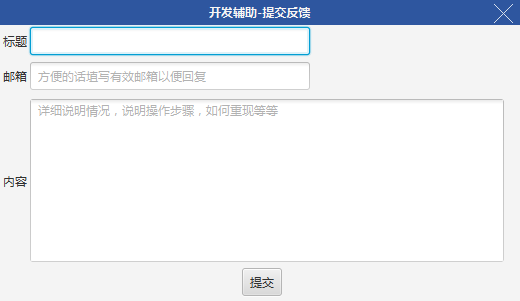 开发辅助-提交反馈
标题
邮箱 方便的话填写有效邮箱以便回复
详细说明情况，说明操作步骤，如何重现等等
内容
提交